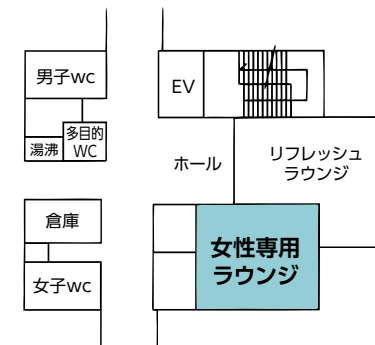 男子wc
EV
多目的
WC
湯沸
ホール
リフレッシュ
ラウンジ
倉庫
女性専用
ラウンジ
女子wc